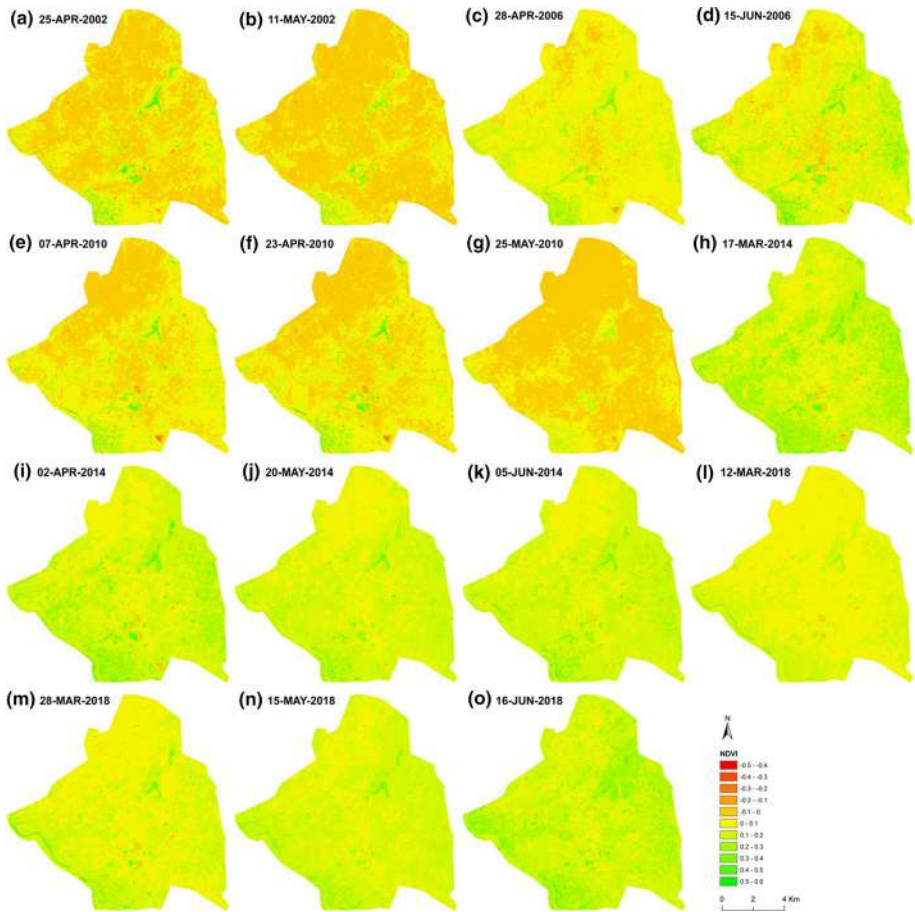 (a) 25-APR-2002
(b) 11-MAY-2002
(c) 28-APR-2006
(d) 15-JUN-2006
(e) 07-APR-2010
(f) 23-APR-2010
(g) 25-MAY-2010
(h) 17-MAR-2014
(i) 02-APR-2014
(j) 20-MAY-2014
(k) 05-JUN-2014
(l) 12-MAR-2018
(m) 28-MAR-2018
(n) 15-MAY-2018
(o) 16-JUN-2018
N
NDVI
-0.5 - -0.4
-0.4 - -0.3
-0.3 - -0.2
-0.2 - -0.1
-0.1 - 0
0 - 0.1
0.1 - 0.2
0.2 - 0.3
0.3 - 0.4
0.4 - 0.5
0.5 - 0.6
0 2 4 Km